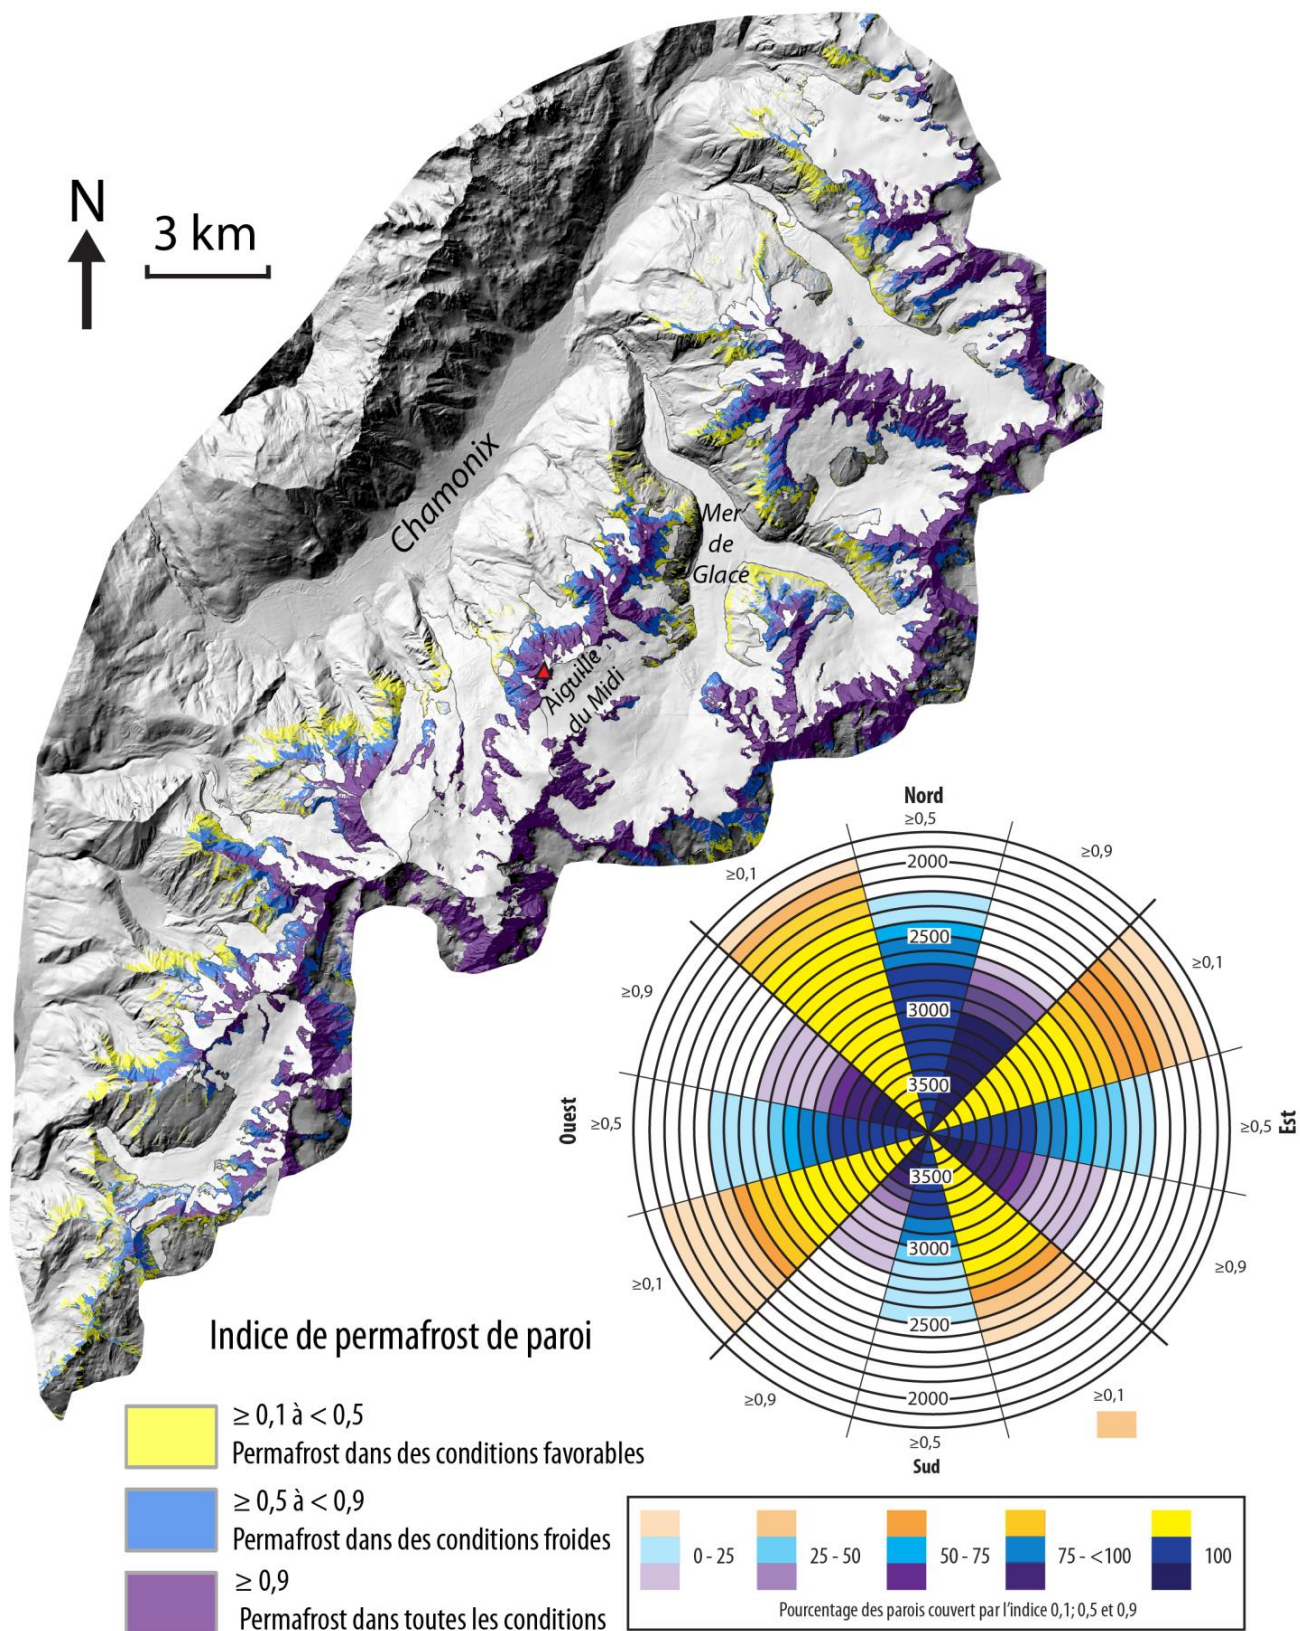 N
3 km
Chamonix
Mer
de
Glace
Aiguille
du Midi
Nord
≥0,5
≥0,1
2000
≥0,9
≥0,9
2500
≥0,1
3000
3500
Ouest
≥0,5
≥0,5
Est
3500
≥0,1
3000
≥0,9
2500
≥0,9
2000
≥0,1
≥0,5
Sud
Indice de permafrost de paroi
≥ 0,1 à < 0,5
Permafrost dans des conditions favorables
≥ 0,5 à < 0,9
Permafrost dans des conditions froides
≥ 0,9
Permafrost dans toutes les conditions
0 - 25
25 - 50
50 - 75
75 - <100
100
Pourcentage des parois couvert par l'indice 0,1; 0,5 et 0,9